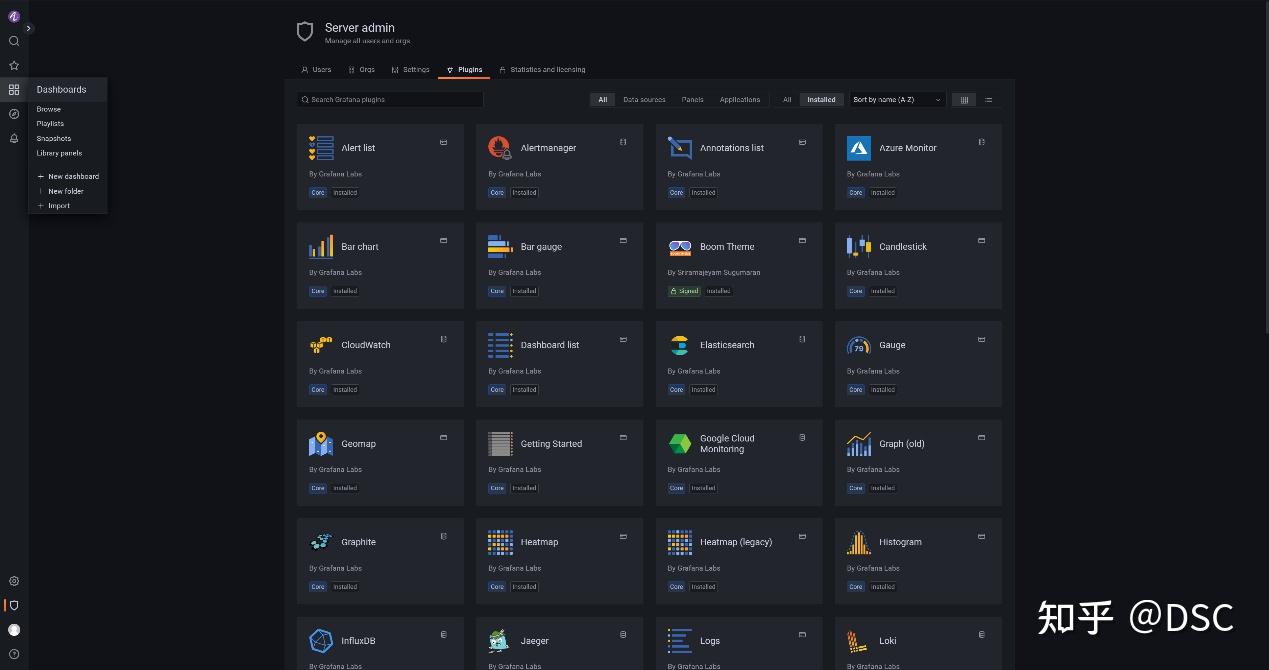 Server admin
Manage all users and orgs
Users
Orgs
Settings
Plugins
Statistics and licensing
Dashboards
Browse
Playlists
Snapshots
Library panels
New dashboard
New folder
Import
Search Grafana plugins
All
Data sources
Panels
Applications
All
Installed
Sort by name (A-Z)
Alert list
By Grafana Labs
Core Installed
Alertmanager
By Grafana Labs
Core Installed
Annotations list
By Grafana Labs
Core Installed
Azure Monitor
By Grafana Labs
Core Installed
Bar chart
By Grafana Labs
Core Installed
Bar gauge
By Grafana Labs
Core Installed
Boom Theme
By Sriramajeyam Sugumaran
Signed Installed
Candlestick
By Grafana Labs
Core Installed
CloudWatch
By Grafana Labs
Core Installed
Dashboard list
By Grafana Labs
Core Installed
Elasticsearch
By Grafana Labs
Core Installed
79
Gauge
By Grafana Labs
Core Installed
Geomap
By Grafana Labs
Core Installed
Getting Started
By Grafana Labs
Core Installed
Google Cloud
Monitoring
By Grafana Labs
Core Installed
Graph (old)
By Grafana Labs
Core Installed
Graphite
By Grafana Labs
Core Installed
Heatmap
By Grafana Labs
Core Installed
Heatmap (legacy)
By Grafana Labs
Core Installed
Histogram
By Grafana Labs
Core Installed
InfluxDB
By Grafana Labs
Jaeger
By Grafana Labs
Logs
By Grafana Labs
Loki
By Grafana Labs
知乎 @DSC